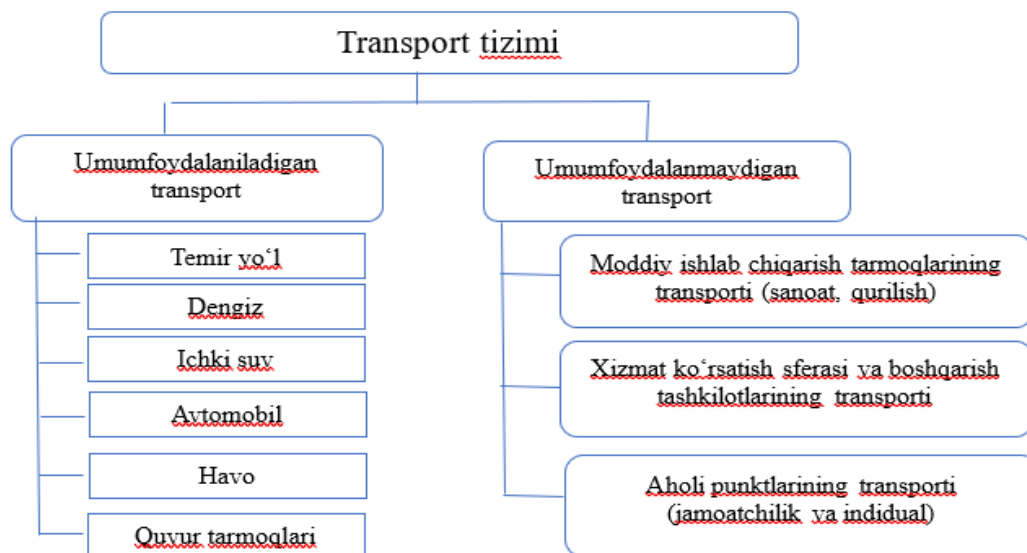 Transport tizimi
Umumfoydalaniladigan
transport
Temir yo‘l
Dengiz
Ichki suv
Avtomobil
Havo
Quvur tarmoqlari
Umumfoydalanmaydigan
transport
Moddiy ishlab chiqarish tarmoqlarining
transporti (sanoat, qurilish)
Xizmat ko‘rsatish sferasi va boshqarish
tashkilotlarining transporti
Aholi punktlarining transporti
(jamoatchilik va indidual)